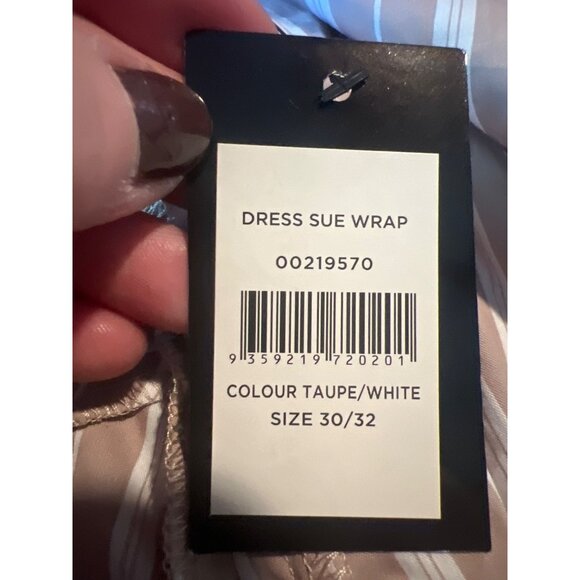 DRESS SUE WRAP
00219570
9 359219 720201
COLOUR TAUPE/WHITE
SIZE 30/32